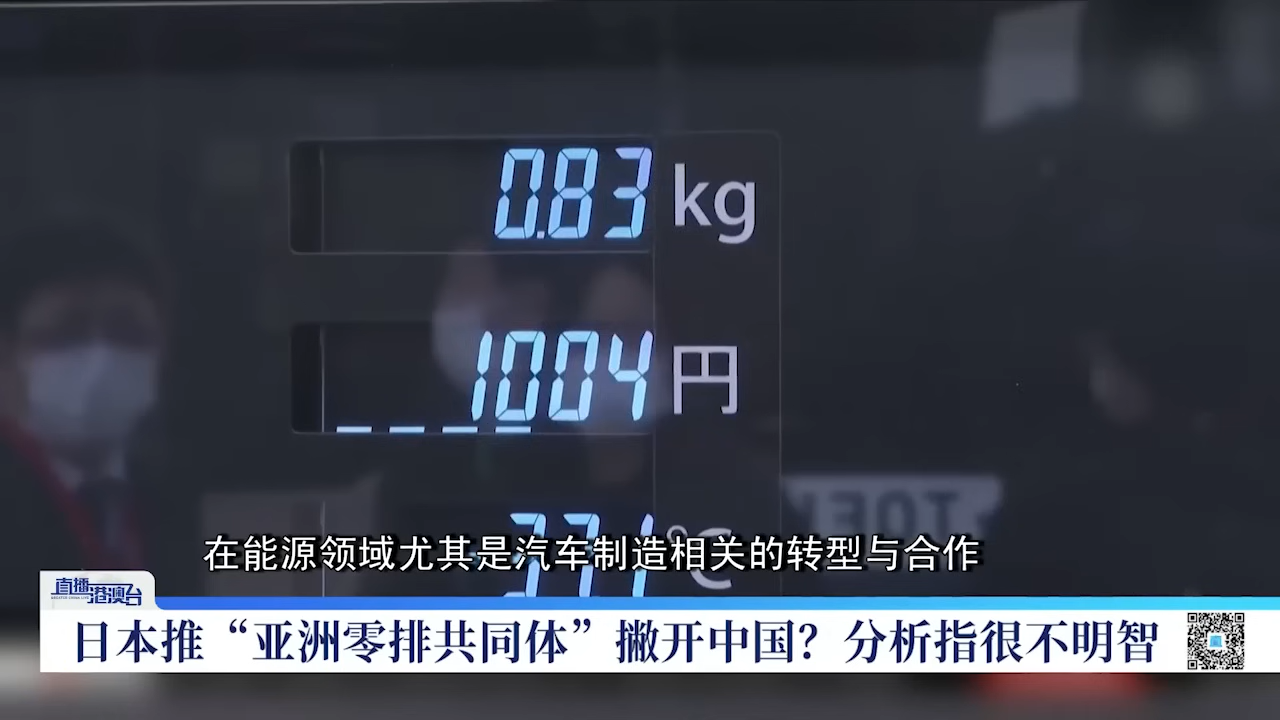 0.83 kg
1004 円
℃
在能源领域尤其是汽车制造相关的转型与合作
直播港澳台
日本推“亚洲零排共同体”撇开中国？分析指很不明智